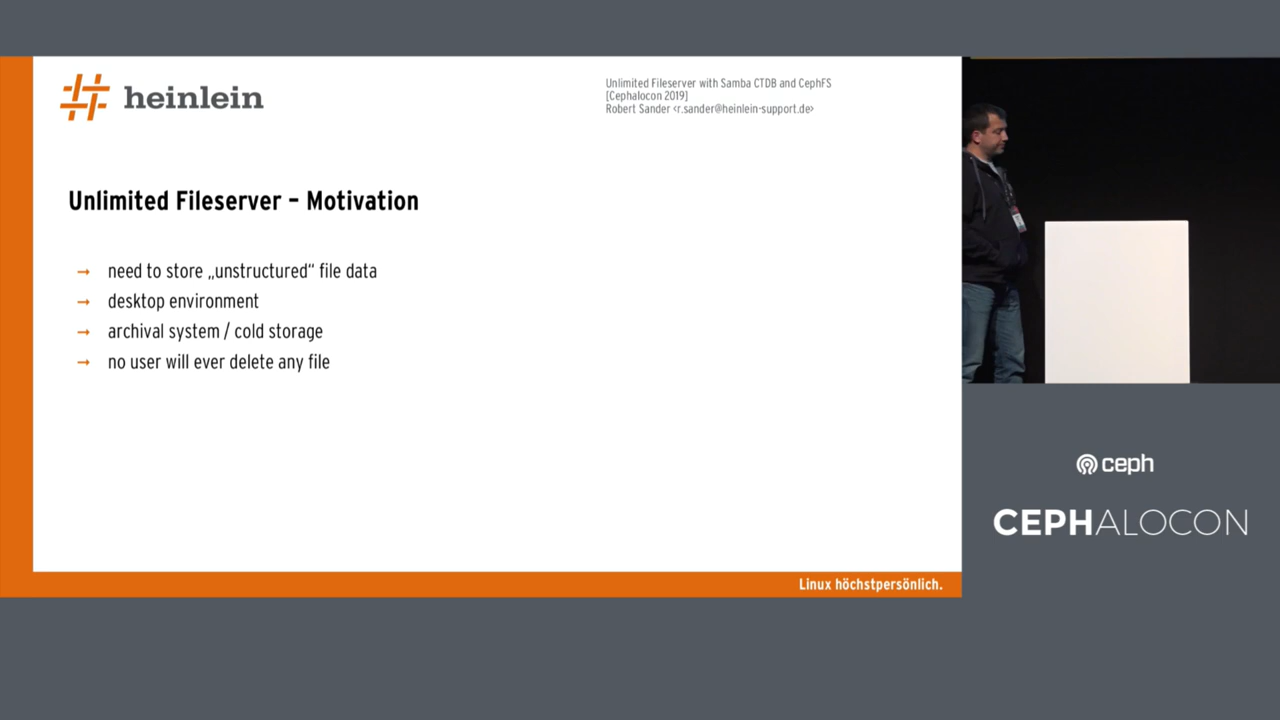 heinlein
Unlimited Fileserver with Samba CTDB and CephFS
[Cephalocon 2019]
Robert Sander <r.sander@heinlein-support.de>
Unlimited Fileserver – Motivation
→ need to store „unstructured“ file data
→ desktop environment
→ archival system / cold storage
→ no user will ever delete any file
Linux höchstpersönlich.
ceph
CEPHALOCON